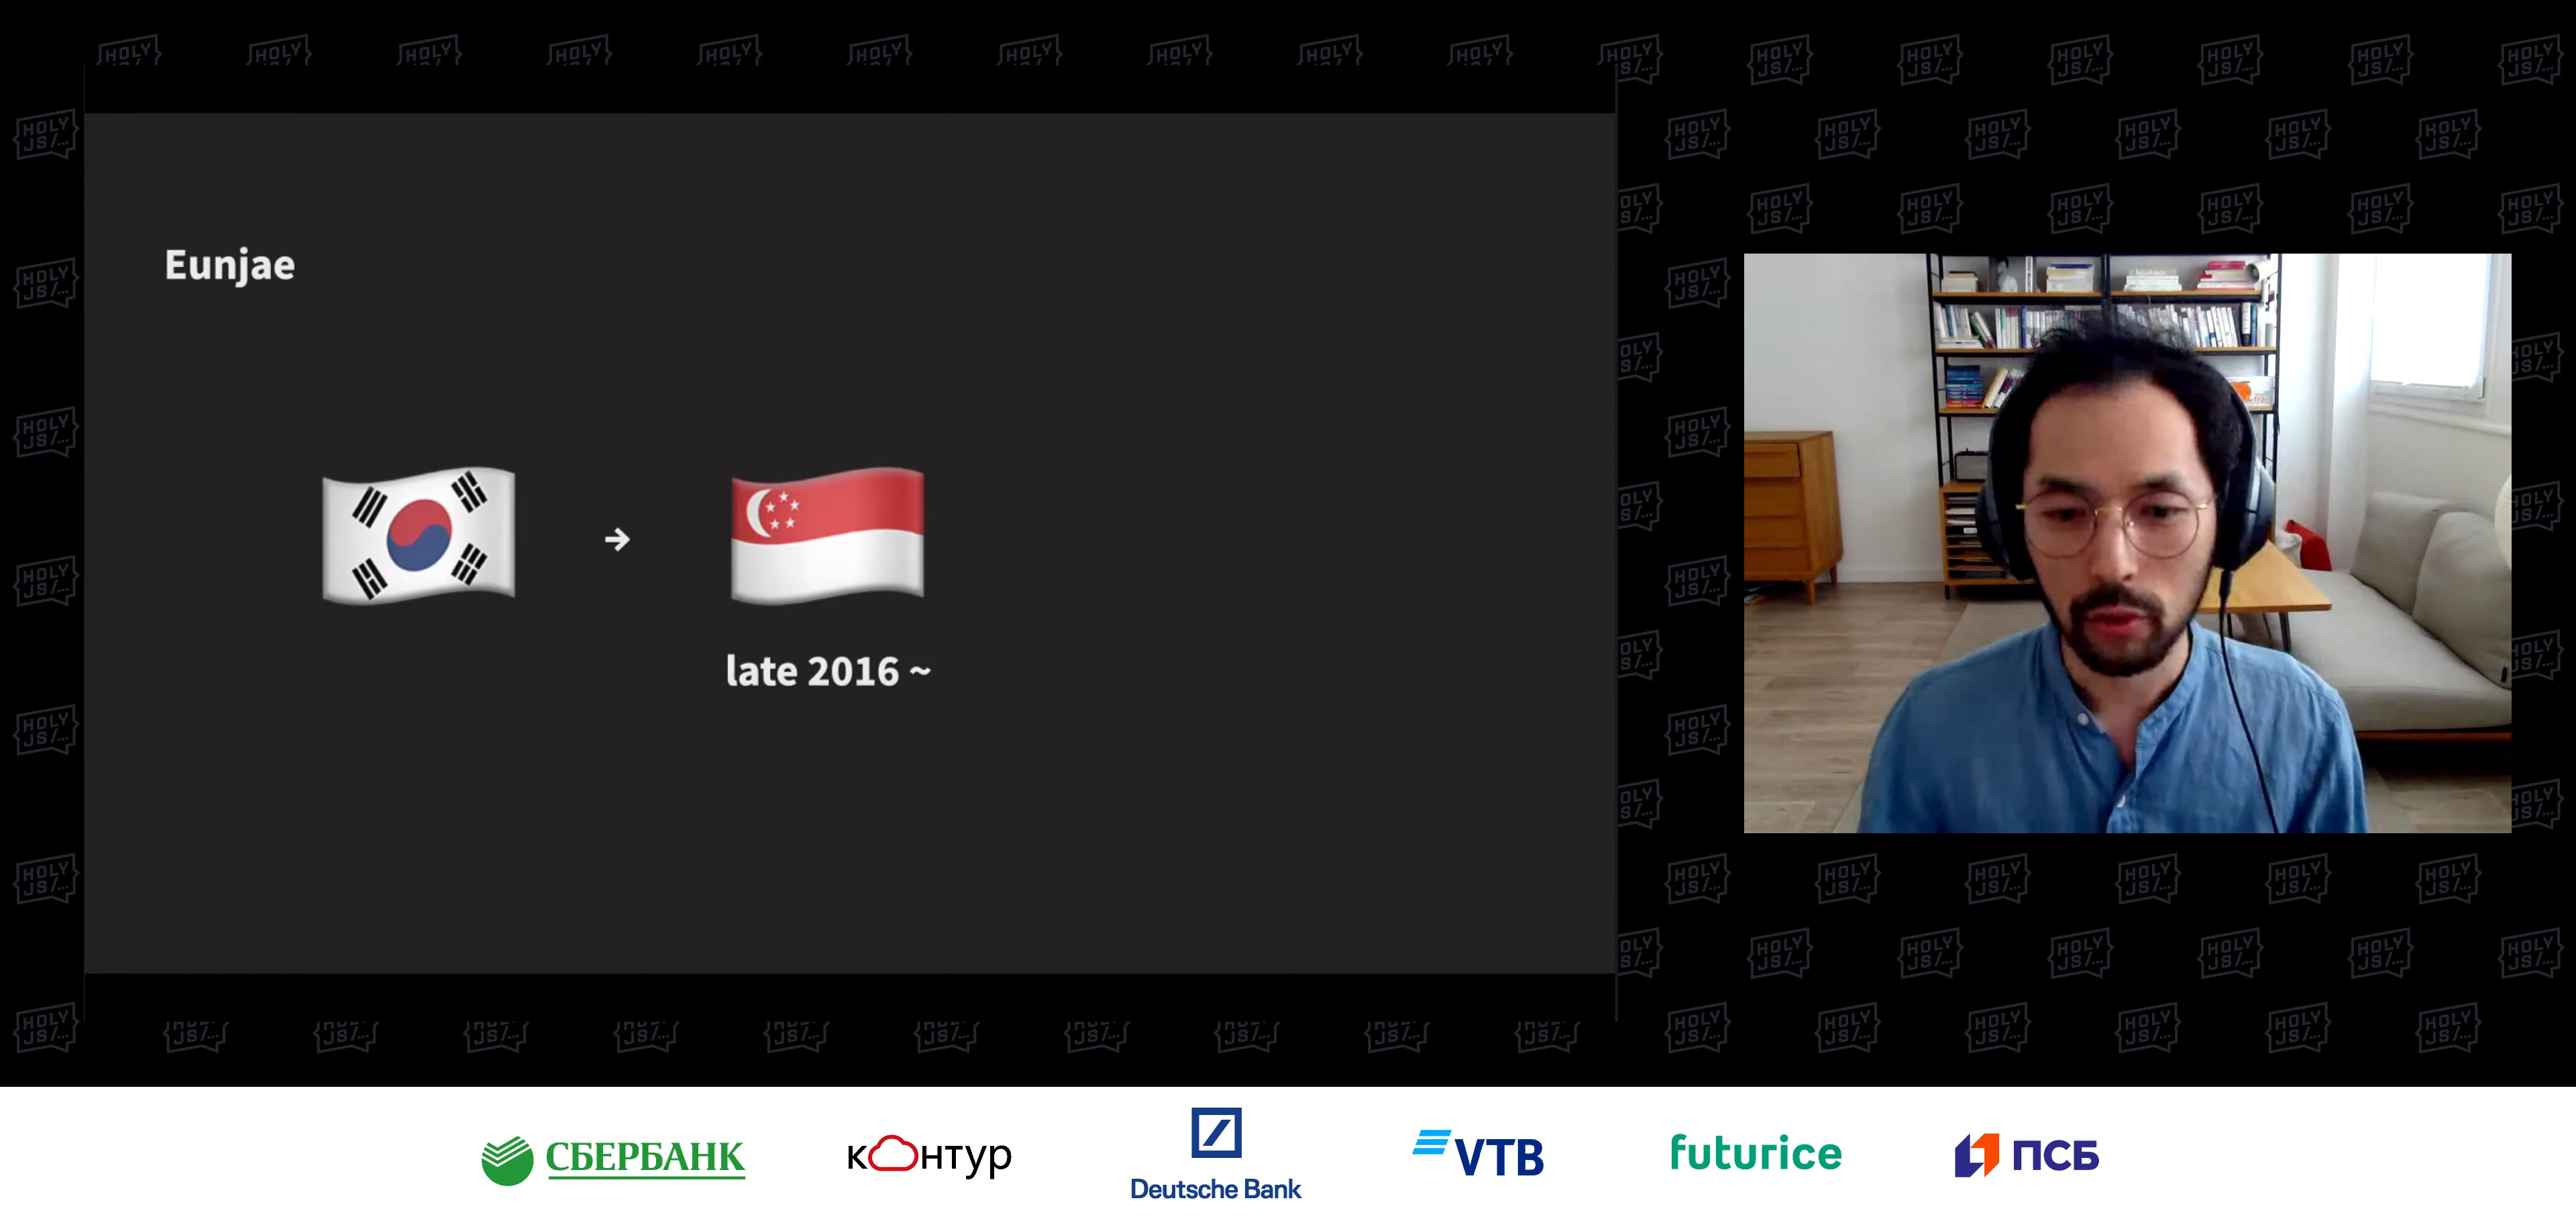 Eunjae
late 2016 ~
HOLY
JS/...
СБЕРБАНК
контур
Deutsche Bank
VTB
futurice
ПСБ